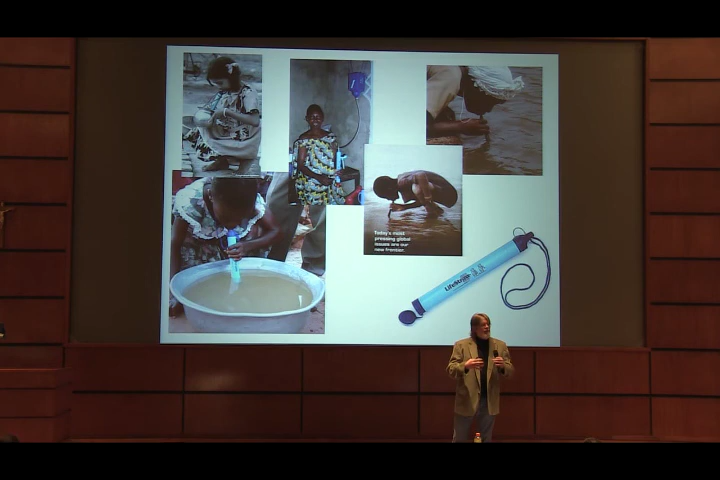 Today's most
pressing global
issues are our
new frontier.
LifeStraw